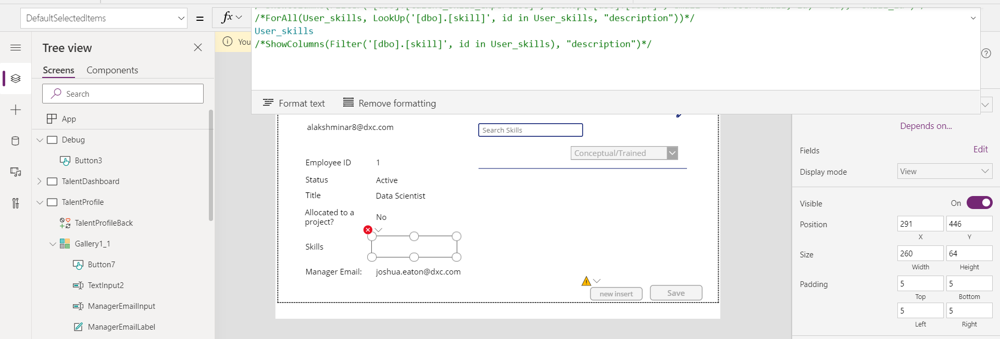 DefaultSelectedItems
=
fx
/*ForAll(User_skills, LookUp('[dbo].[skill]', id in User_skills, "description"))*/
User_skills
/*ShowColumns(Filter('[dbo].[skill]', id in User_skills), "description")*/
Format text
Remove formatting
You
Tree view
Screens
Components
Search
App
Debug
Button3
TalentDashboard
TalentProfile
TalentProfileBack
Gallery1_1
Button7
TextInput2
ManagerEmailInput
ManagerEmailLabel
alakshminar8@dxc.com
Search Skills
Conceptual/Trained
Employee ID 1
Status Active
Title Data Scientist
Allocated to a
project? No
Skills
Manager Email: joshua.eaton@dxc.com
new insert
Save
Depends on...
Fields Edit
Display mode View
Visible On
Position 291 446
X Y
Size 260 64
Width Height
Padding 5 5
Top Bottom
5 5
Left Right